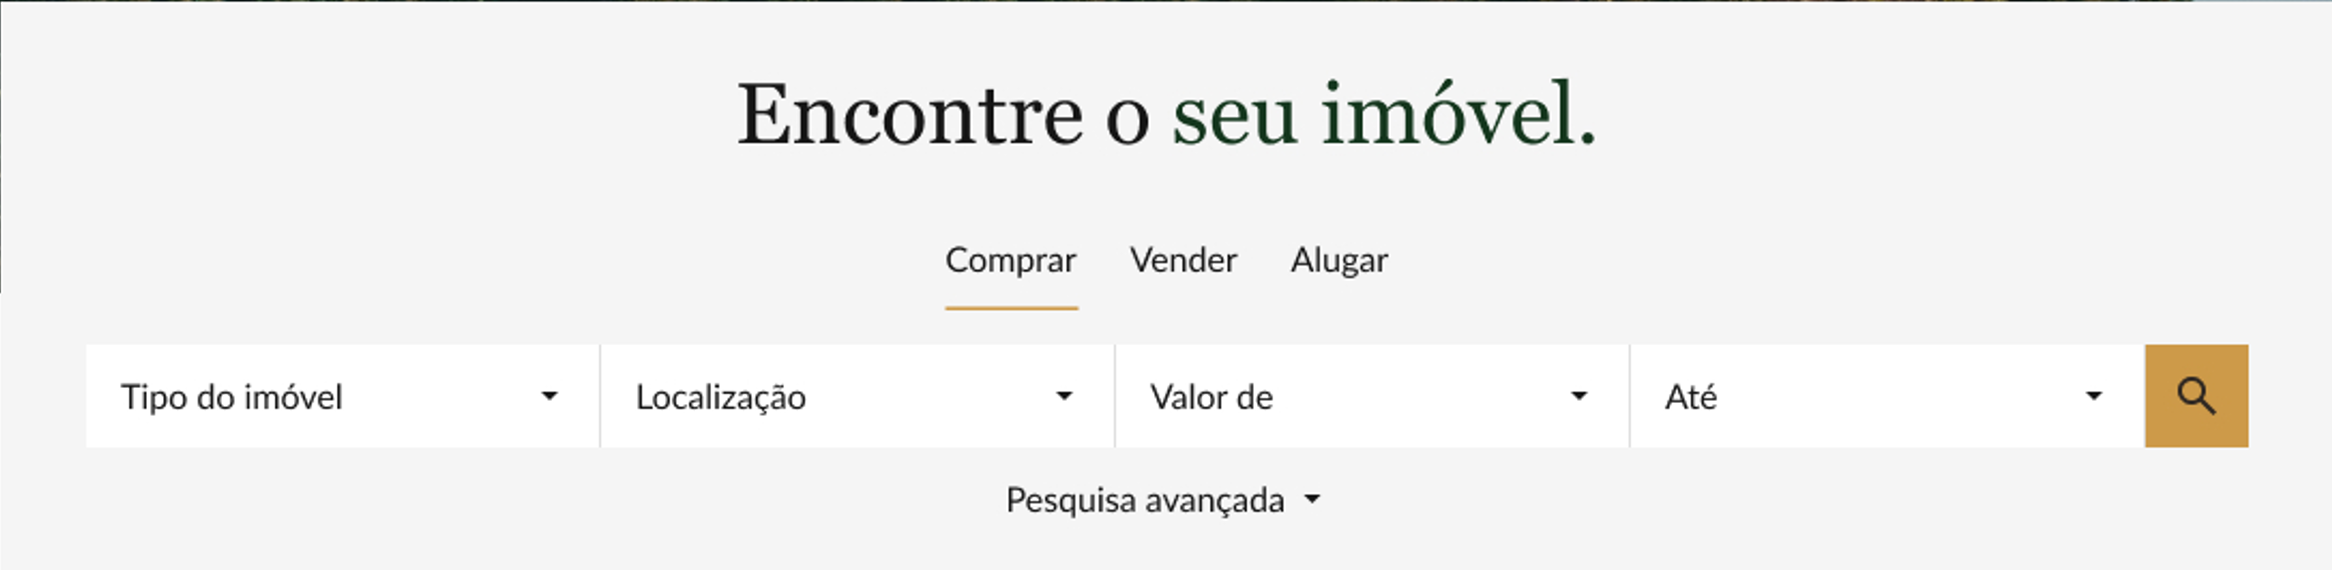 Encontre o seu imóvel.
Comprar Vender Alugar
Tipo do imóvel Localização Valor de Até
Pesquisa avançada